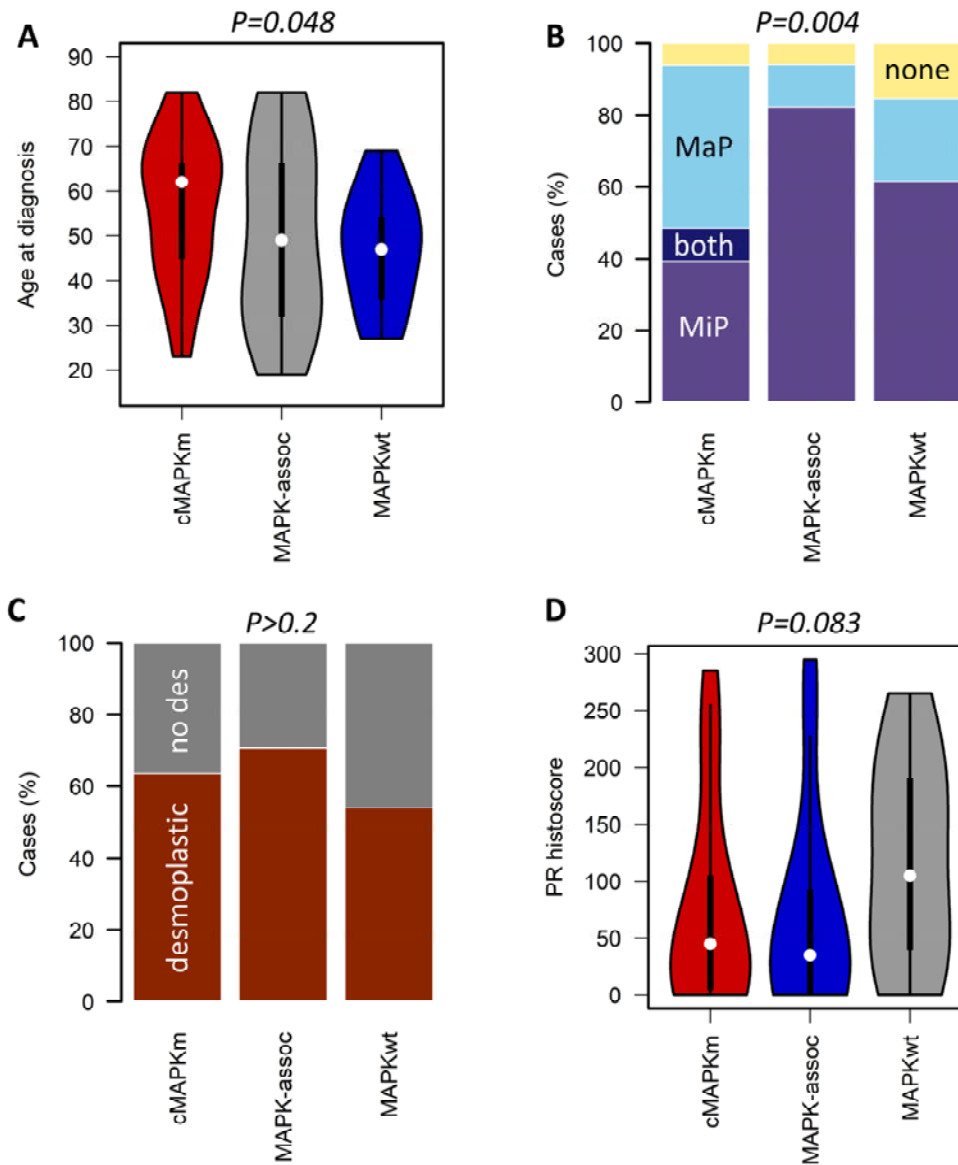 A
P=0.048
90
80
70
60
50
40
30
20
Age at diagnosis
cMAPKm
MAPK-assoc
MAPKwt
B
P=0.004
100
80
60
40
20
0
Cases (%)
none
MaP
both
MiP
cMAPKm
MAPK-assoc
MAPKwt
C
P>0.2
100
80
60
40
20
0
Cases (%)
no des
desmoplastic
cMAPKm
MAPK-assoc
MAPKwt
D
P=0.083
300
250
200
150
100
50
0
PR histoscore
cMAPKm
MAPK-assoc
MAPKwt